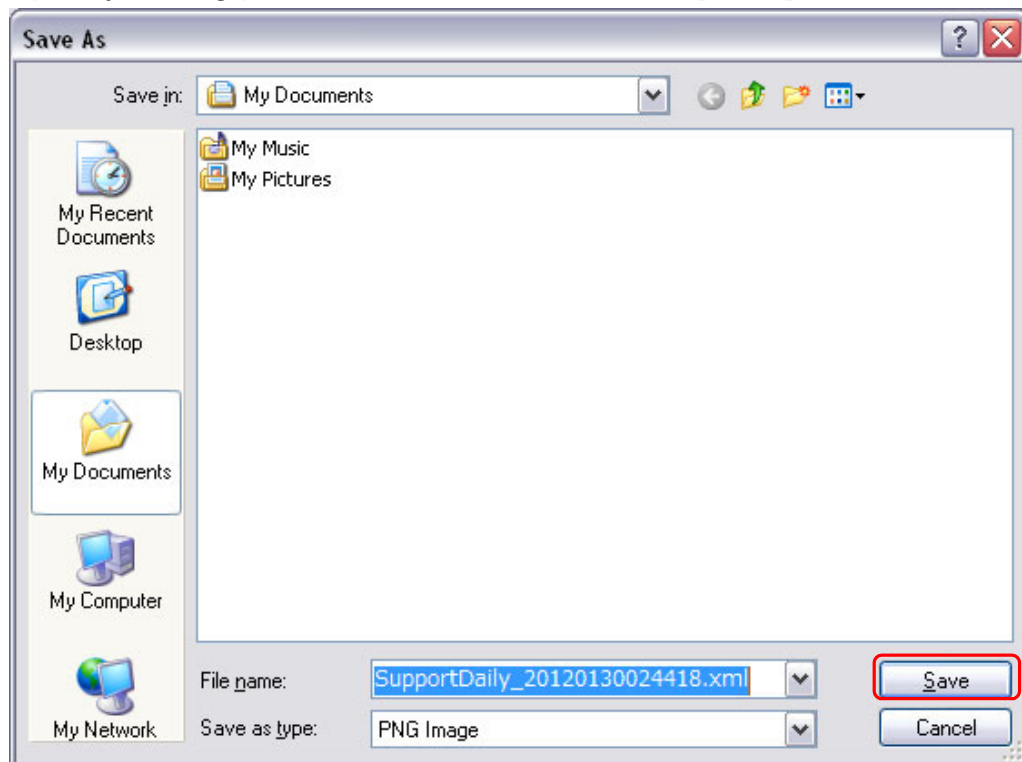 Save As
Save in: My Documents
My Music
My Pictures
My Recent
Documents
Desktop
My Documents
My Computer
My Network
File name: SupportDaily_20120130024418.xml Save
Save as type: PNG Image Cancel